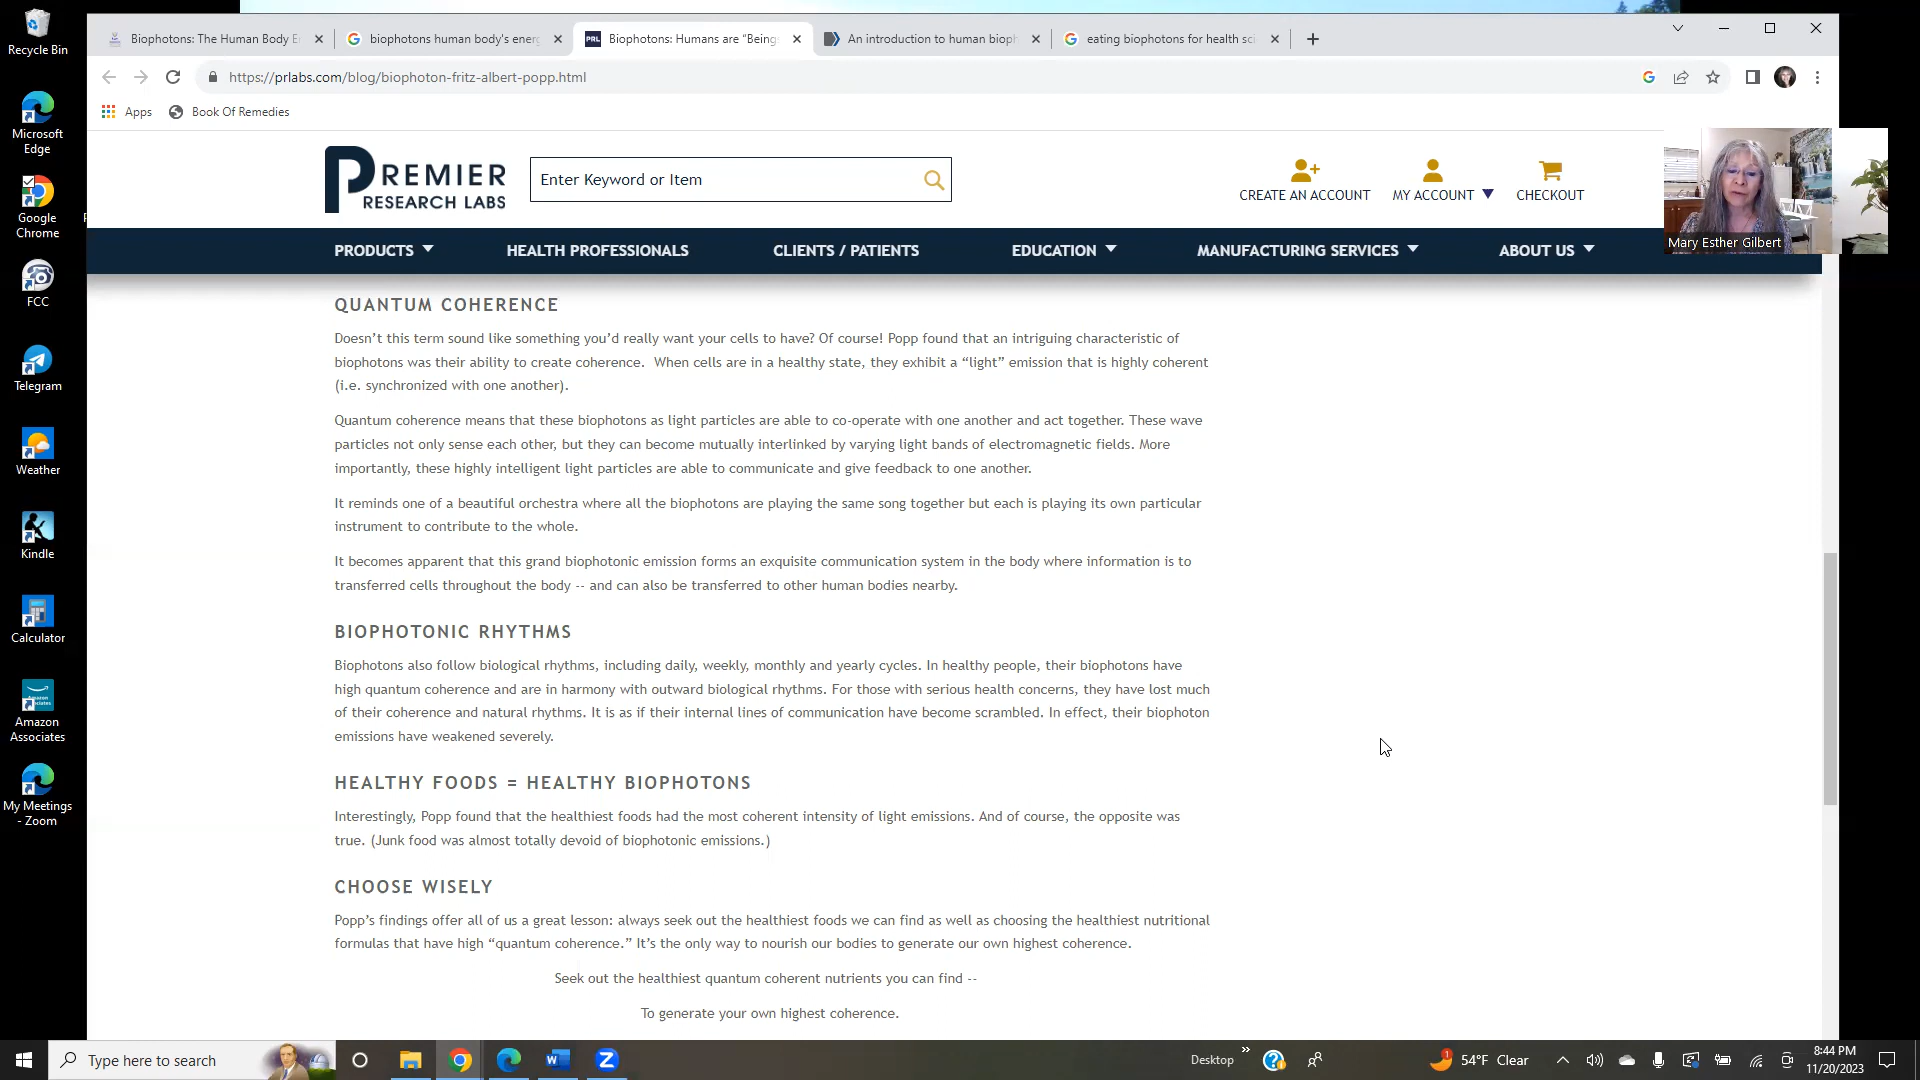 Recycle Bin
Microsoft
Edge
Google
Chrome
FCC
Telegram
Weather
Kindle
Calculator
Amazon
Associates
My Meetings
- Zoom
Biophotons: The Human Body E
biophotons human body's energ
PRL
Biophotons: Humans are “Being
An introduction to human bioph
eating biophotons for health sci
https://prlabs.com/blog/biophoton-fritz-albert-popp.html
Apps
Book Of Remedies
PREMIER
RESEARCH LABS
Enter Keyword or Item
CREATE AN ACCOUNT
MY ACCOUNT
CHECKOUT
Mary Esther Gilbert
PRODUCTS
HEALTH PROFESSIONALS
CLIENTS / PATIENTS
EDUCATION
MANUFACTURING SERVICES
ABOUT US
QUANTUM COHERENCE
Doesn’t this term sound like something you’d really want your cells to have? Of course! Popp found that an intriguing characteristic of
biophotons was their ability to create coherence. When cells are in a healthy state, they exhibit a “light” emission that is highly coherent
(i.e. synchronized with one another).
Quantum coherence means that these biophotons as light particles are able to co-operate with one another and act together. These wave
particles not only sense each other, but they can become mutually interlinked by varying light bands of electromagnetic fields. More
importantly, these highly intelligent light particles are able to communicate and give feedback to one another.
It reminds one of a beautiful orchestra where all the biophotons are playing the same song together but each is playing its own particular
instrument to contribute to the whole.
It becomes apparent that this grand biophotonic emission forms an exquisite communication system in the body where information is to
transferred cells throughout the body -- and can also be transferred to other human bodies nearby.
BIOPHOTONIC RHYTHMS
Biophotons also follow biological rhythms, including daily, weekly, monthly and yearly cycles. In healthy people, their biophotons have
high quantum coherence and are in harmony with outward biological rhythms. For those with serious health concerns, they have lost much
of their coherence and natural rhythms. It is as if their internal lines of communication have become scrambled. In effect, their biophoton
emissions have weakened severely.
HEALTHY FOODS = HEALTHY BIOPHOTONS
Interestingly, Popp found that the healthiest foods had the most coherent intensity of light emissions. And of course, the opposite was
true. (Junk food was almost totally devoid of biophotonic emissions.)
CHOOSE WISELY
Popp’s findings offer all of us a great lesson: always seek out the healthiest foods we can find as well as choosing the healthiest nutritional
formulas that have high “quantum coherence.” It’s the only way to nourish our bodies to generate our own highest coherence.
Seek out the healthiest quantum coherent nutrients you can find --
To generate your own highest coherence.
Type here to search
Desktop
54°F Clear
8:44 PM
11/20/2023